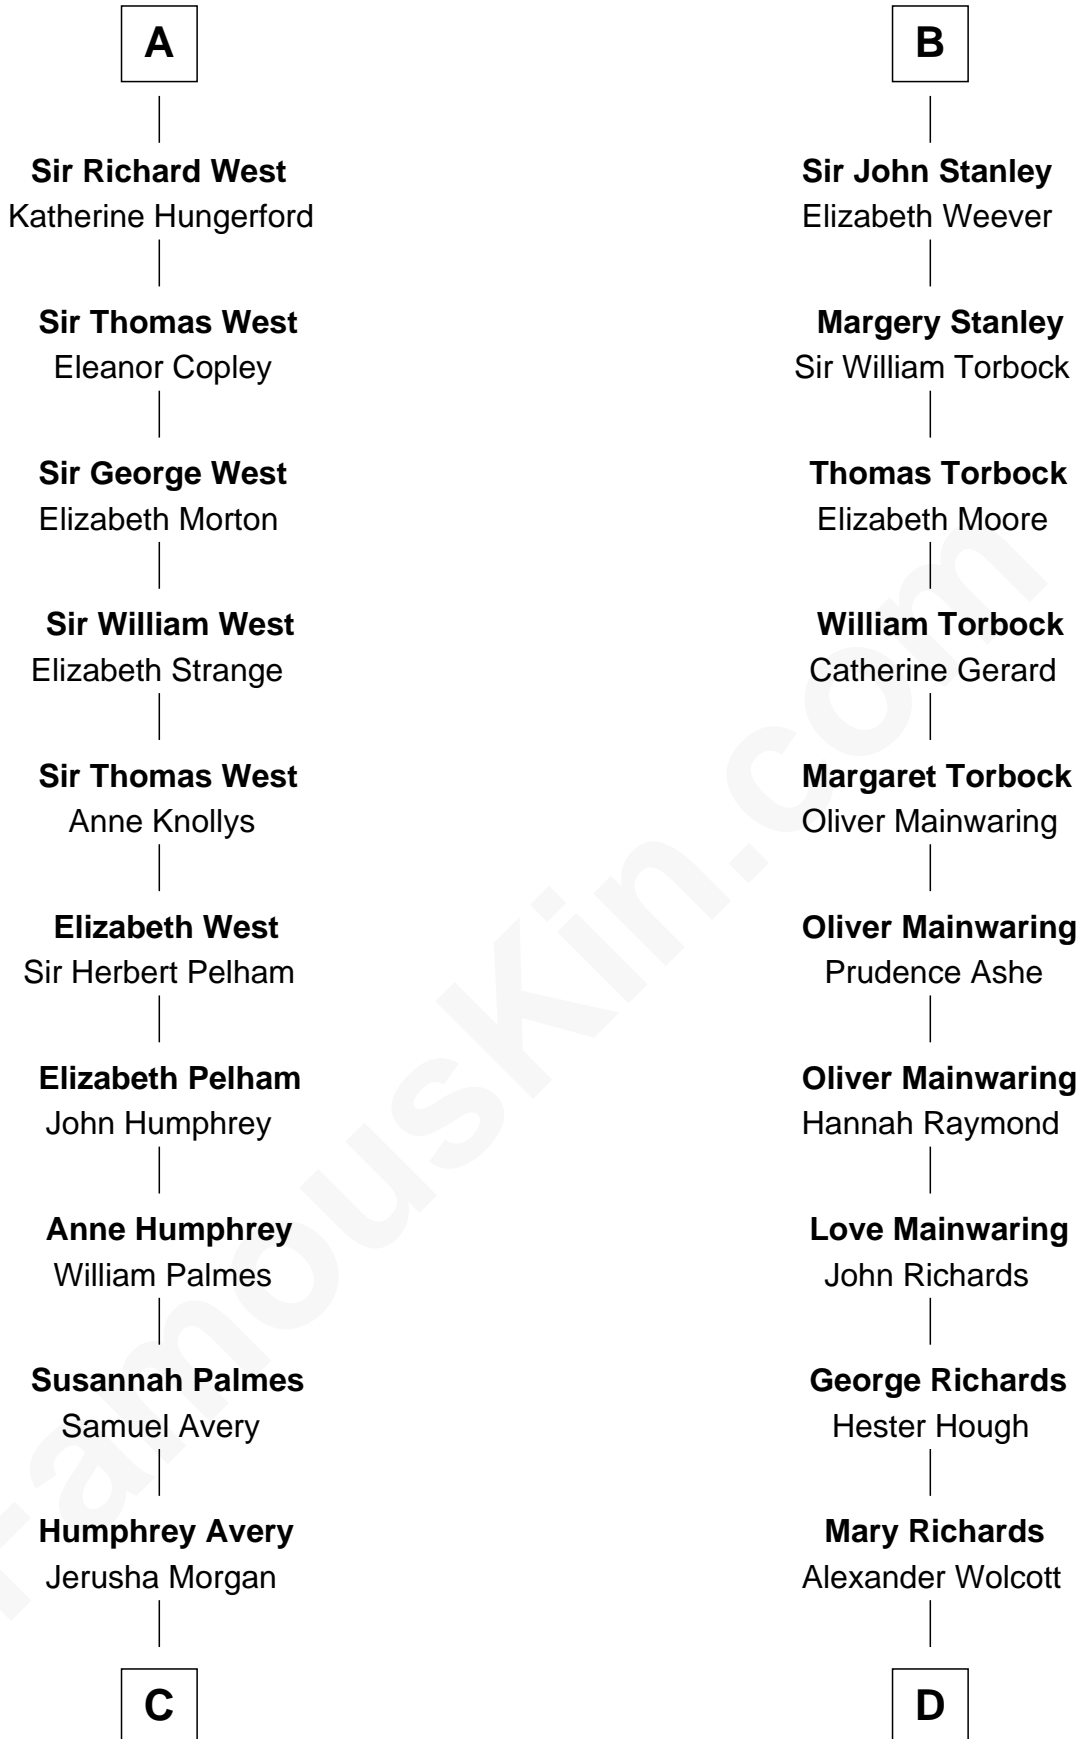 A
Sir Richard West
Katherine Hungerford
Sir Thomas West
Eleanor Copley
Sir George West
Elizabeth Morton
Sir William West
Elizabeth Strange
Sir Thomas West
Anne Knollys
Elizabeth West
Sir Herbert Pelham
Elizabeth Pelham
John Humphrey
Anne Humphrey
William Palmes
Susannah Palmes
Samuel Avery
Humphrey Avery
Jerusha Morgan
C
B
Sir John Stanley
Elizabeth Weever
Margery Stanley
Sir William Torbock
Thomas Torbock
Elizabeth Moore
William Torbock
Catherine Gerard
Margaret Torbock
Oliver Mainwaring
Oliver Mainwaring
Prudence Ashe
Oliver Mainwaring
Hannah Raymond
Love Mainwaring
John Richards
George Richards
Hester Hough
Mary Richards
Alexander Wolcott
D
FamousKin.com